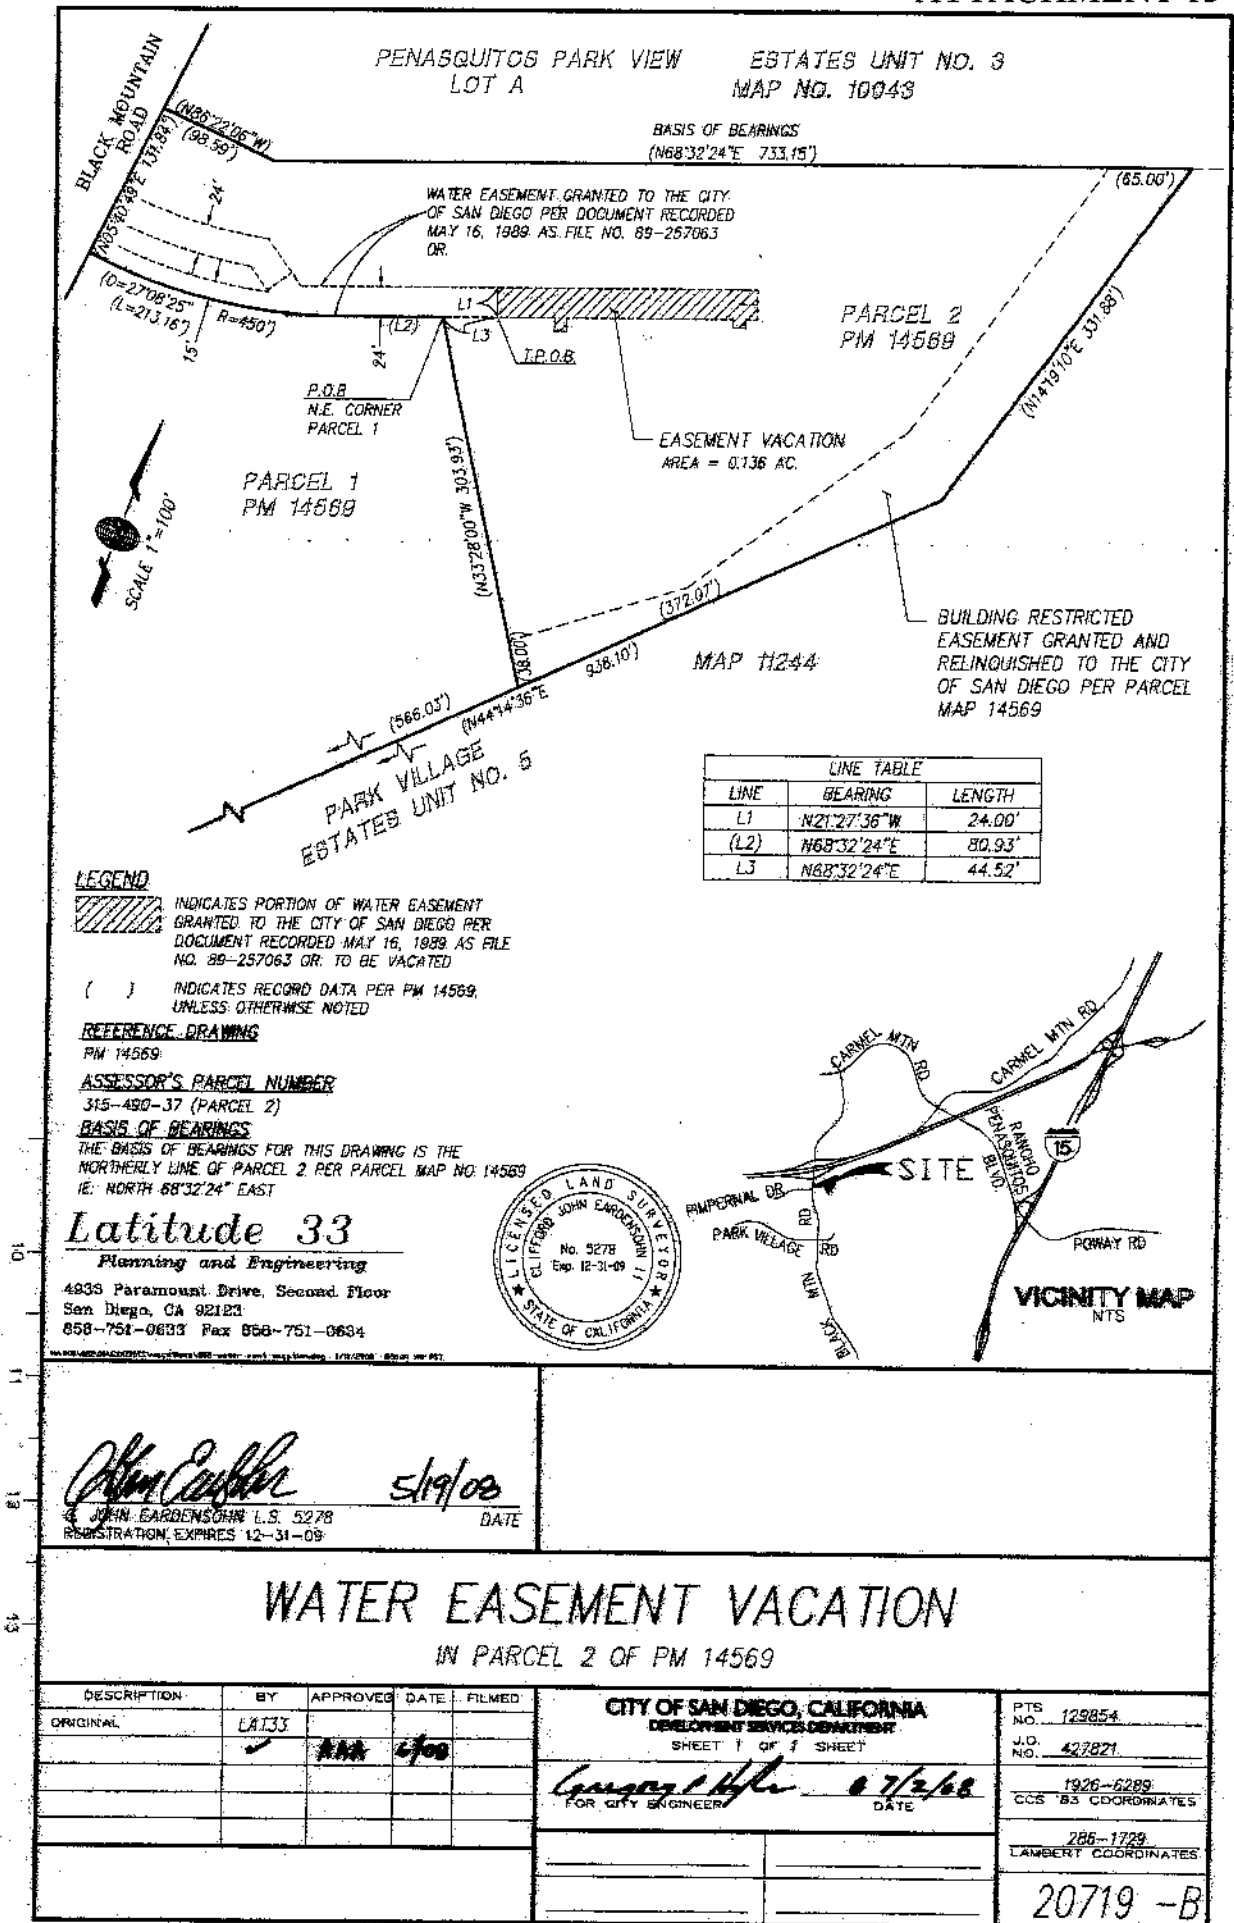 PENASQUITOS PARK VIEW ESTATES UNIT NO. 3
LOT A MAP NO. 10043
BLACK MOUNTAIN
ROAD
(N86°22'06"W)
(98.59')
BASIS OF BEARINGS
(N68°32'24"E 733.15')
(65.00')
24'
WATER EASEMENT GRANTED TO THE CITY
OF SAN DIEGO PER DOCUMENT RECORDED
MAY 16, 1989 AS FILE NO. 89-257063
OR.
(D=27°08'25"
(L=213.16')
R=450')
15'
L1
(L2)
L3
24'
T.P.O.B.
PARCEL 2
PM 14569
(N14°19'10"E 331.88')
P.O.B
N.E. CORNER
PARCEL 1
EASEMENT VACATION
AREA = 0.136 AC.
PARCEL 1
PM 14569
(N33°28'00"W 303.93')
SCALE 1"=100'
(372.07')
738.00')
938.10')
(566.03')
(N44°14'36"E
MAP 11244
BUILDING RESTRICTED
EASEMENT GRANTED AND
RELINQUISHED TO THE CITY
OF SAN DIEGO PER PARCEL
MAP 14569
PARK VILLAGE
ESTATES UNIT NO. 5
LINE TABLE
LINE BEARING LENGTH
L1 N21°27'36"W 24.00'
(L2) N68°32'24"E 80.93'
L3 N68°32'24"E 44.52'
LEGEND
INDICATES PORTION OF WATER EASEMENT
GRANTED TO THE CITY OF SAN DIEGO PER
DOCUMENT RECORDED MAY 16, 1989 AS FILE
NO. 89-257063 OR. TO BE VACATED
( ) INDICATES RECORD DATA PER PM 14569,
UNLESS OTHERWISE NOTED
REFERENCE DRAWING
PM 14569
ASSESSOR'S PARCEL NUMBER
315-490-37 (PARCEL 2)
BASIS OF BEARINGS
THE BASIS OF BEARINGS FOR THIS DRAWING IS THE
NORTHERLY LINE OF PARCEL 2 PER PARCEL MAP NO. 14569
IE: NORTH 68°32'24" EAST
Latitude 33
Planning and Engineering
4933 Paramount Drive, Second Floor
San Diego, CA 92123
858-751-0633 Fax 858-751-0634
LICENSED LAND SURVEYOR
CLIFFORD JOHN EARDENSOHN II
No. 5278
Exp. 12-31-09
STATE OF CALIFORNIA
CARMEL MTN RD
CARMEL MTN RD
RANCHO
PENASQUITOS
BLVD.
15
SITE
PIMPERNAL DR
PARK VILLAGE RD
BLACK MTN RD
POWAY RD
VICINITY MAP
NTS
10
11
12
13
5/19/08
JOHN EARDENSOHN L.S. 5278 DATE
REGISTRATION EXPIRES 12-31-09
WATER EASEMENT VACATION
IN PARCEL 2 OF PM 14569
DESCRIPTION BY APPROVED DATE FILMED
ORIGINAL LAT33
6/08
CITY OF SAN DIEGO, CALIFORNIA
DEVELOPMENT SERVICES DEPARTMENT
SHEET 1 OF 1 SHEET
7/2/08
FOR CITY ENGINEER DATE
PTS NO. 129854
J.O. NO. 427821
1926-6289
CCS '83 COORDINATES
286-1729
LAMBERT COORDINATES
20719 -B